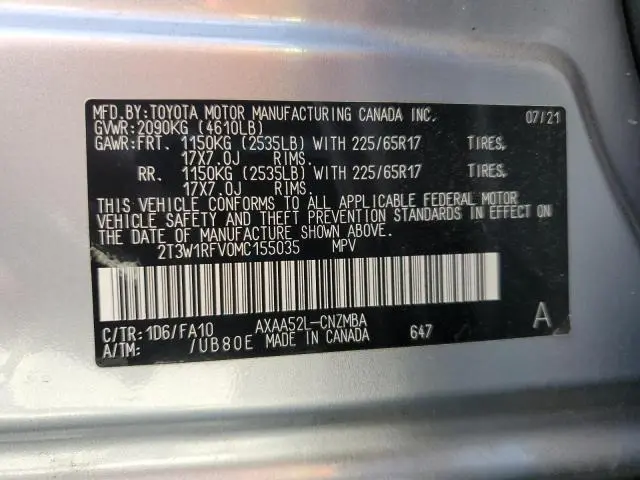 MFD.BY:TOYOTA MOTOR MANUFACTURING CANADA INC. 07/21
GVWR:2090KG (4610LB)
GAWR:FRT. 1150KG (2535LB) WITH 225/65R17 TIRES.
17X7.0J RIMS.
RR. 1150KG (2535LB) WITH 225/65R17 TIRES.
17X7.0J RIMS.
THIS VEHICLE CONFORMS TO ALL APPLICABLE FEDERAL MOTOR
VEHICLE SAFETY AND THEFT PREVENTION STANDARDS IN EFFECT ON
THE DATE OF MANUFACTURE SHOWN ABOVE.
2T3W1RFV0MC155035 MPV
C/TR:1D6/FA10 AXAA52L-CNZMBA 647 A
A/TM: /UB80E MADE IN CANADA